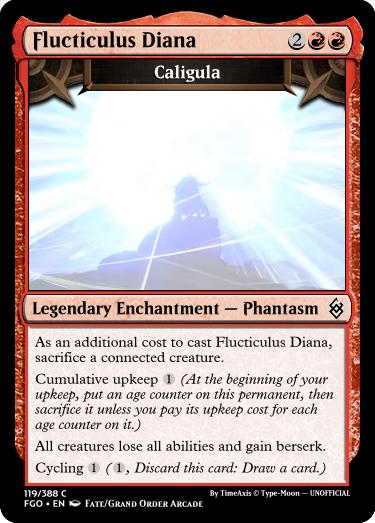 Flucticulus Diana 2
Caligula
Legendary Enchantment — Phantasm
As an additional cost to cast Flucticulus Diana,
sacrifice a connected creature.
Cumulative upkeep 1 (At the beginning of your
upkeep, put an age counter on this permanent, then
sacrifice it unless you pay its upkeep cost for each
age counter on it.)
All creatures lose all abilities and gain berserk.
Cycling 1 (1, Discard this card: Draw a card.)
119/388 C
FGO • EN Fate/Grand Order Arcade
By TimeAxis © Type-Moon — UNOFFICIAL